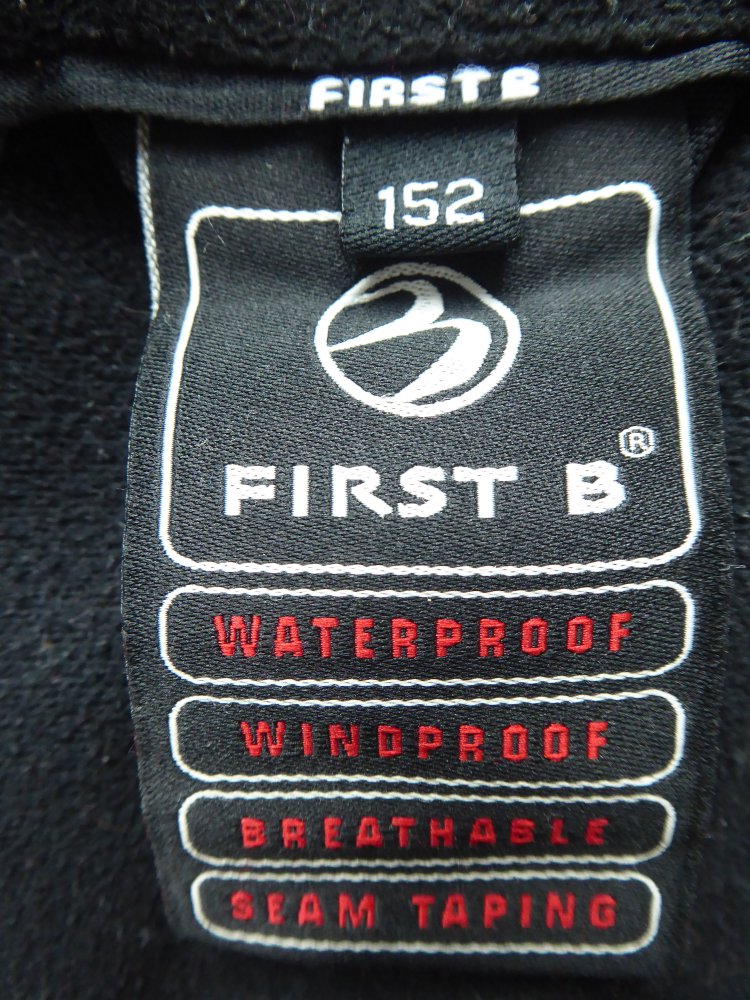 FIRST B
152
FIRST B®
WATERPROOF
WINDPROOF
BREATHABLE
SEAM TAPING